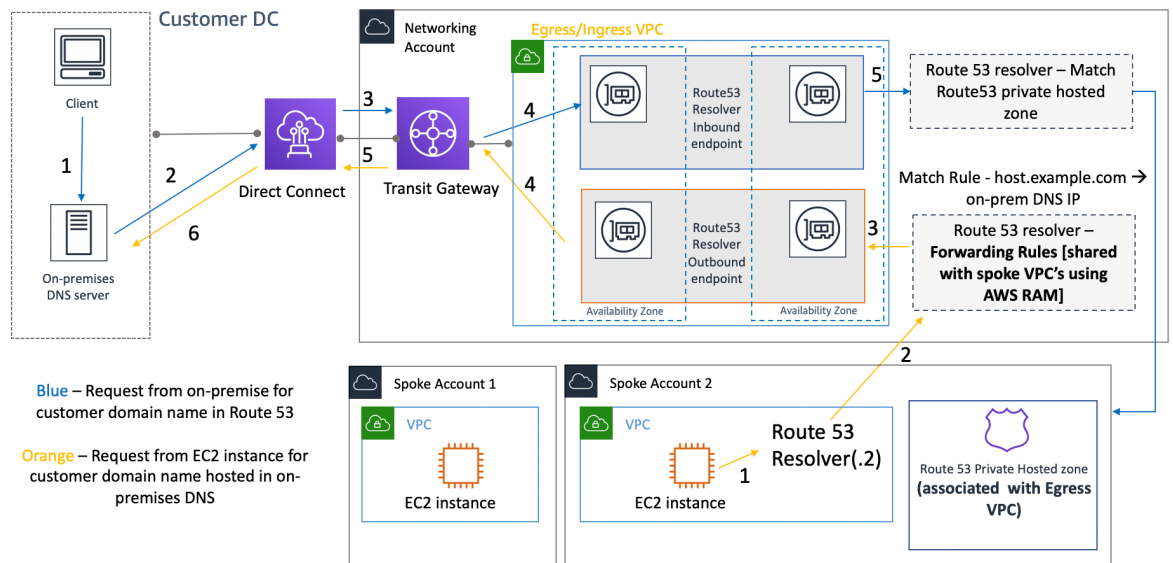 Customer DC
Client
1
2
6
On-premises
DNS server
Direct Connect
3
5
Transit Gateway
Networking
Account
Egress/Ingress VPC
4
4
Route53
Resolver
Inbound
endpoint
Route53
Resolver
Outbound
endpoint
Availability Zone
Availability Zone
5
Route 53 resolver – Match
Route53 private hosted
zone
Match Rule - host.example.com →
on-prem DNS IP
3
Route 53 resolver –
Forwarding Rules [shared
with spoke VPC's using
AWS RAM]
2
Blue – Request from on-premise for
customer domain name in Route 53
Orange – Request from EC2 instance for
customer domain name hosted in on-
premises DNS
Spoke Account 1
VPC
EC2 instance
Spoke Account 2
VPC
EC2 instance
1
Route 53
Resolver(.2)
Route 53 Private Hosted zone
(associated with Egress
VPC)